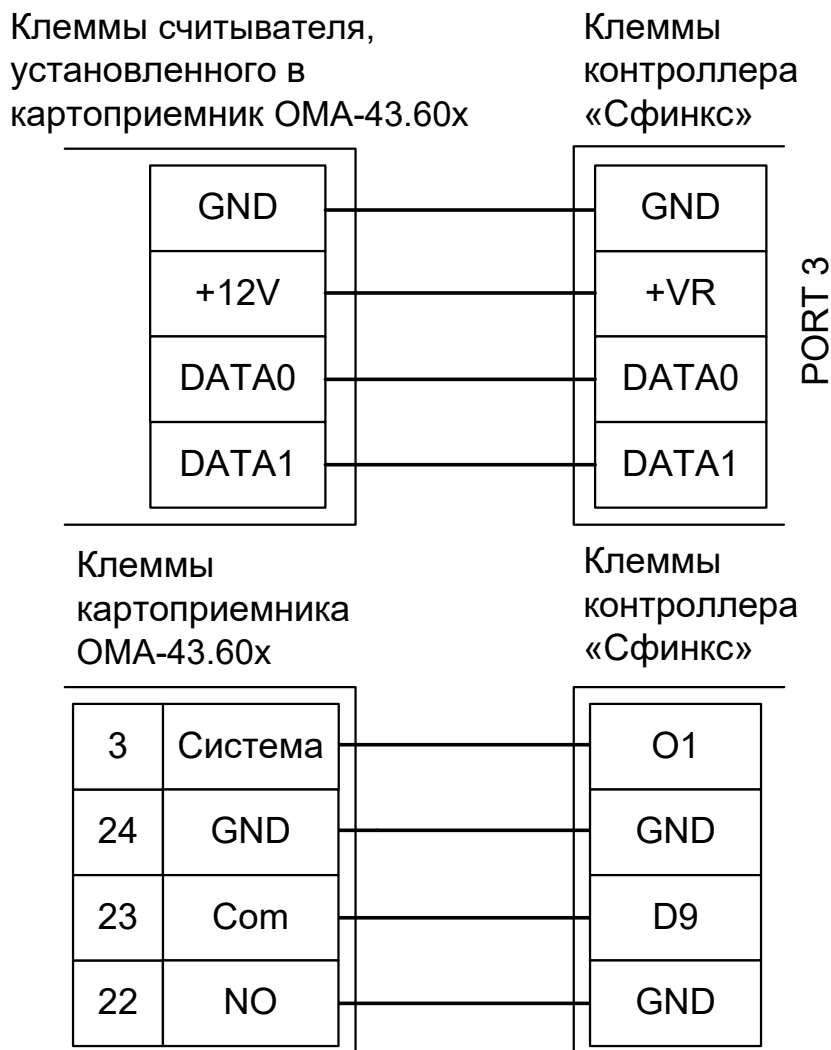 Клеммы считывателя,
установленного в
картоприемник ОМА-43.60х
Клеммы
контроллера
«Сфинкс»
GND
GND
+12V
+VR
DATA0
DATA0
DATA1
DATA1
PORT 3
Клеммы
картоприемника
ОМА-43.60х
Клеммы
контроллера
«Сфинкс»
3 Система O1
24 GND GND
23 Com D9
22 NO GND